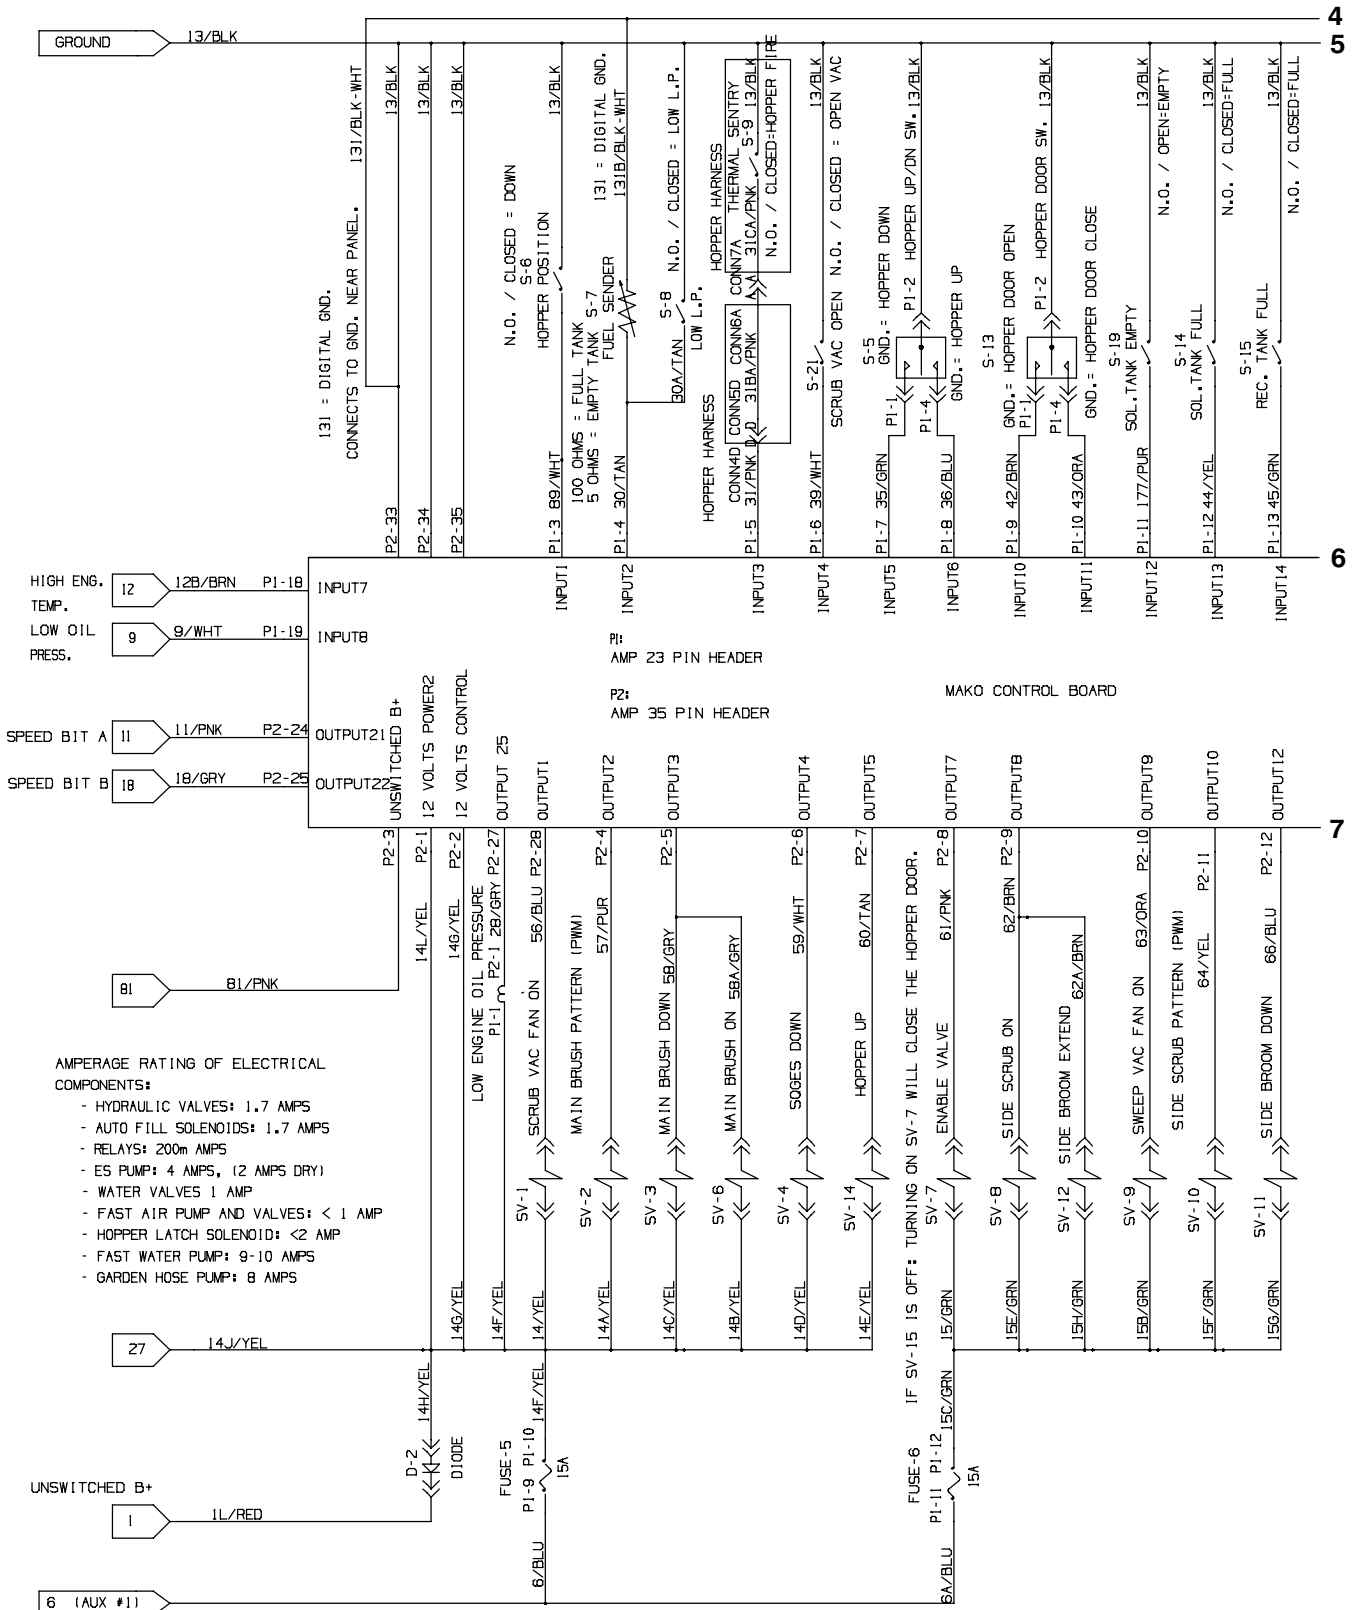 4
5
GROUND
13/BLK
131 = DIGITAL GND.
CONNECTS TO GND. NEAR PANEL.
131/BLK-WHT
13/BLK
P2-33
13/BLK
P2-34
13/BLK
P2-35
13/BLK
N.O. / CLOSED = DOWN
S-6
HOPPER POSITION
P1-3 89/WHT
INPUT1
131 = DIGITAL GND.
131B/BLK-WHT
100 OHMS = FULL TANK
5 OHMS = EMPTY TANK S-7
FUEL SENDER
P1-4 30/TAN
INPUT2
N.O. / CLOSED = LOW L.P.
S-8
LOW L.P.
30A/TAN
HOPPER HARNESS
CONN4D CONN5D CONN6A CONN7A
HOPPER HARNESS
THERMAL SENTRY
S-9 13/BLK
P1-5 31/PNK D D 31BA/PNK A A 31CA/PNK
N.O. / CLOSED=HOPPER FIRE
INPUT3
13/BLK
S-21
SCRUB VAC OPEN N.O. / CLOSED = OPEN VAC
P1-6 39/WHT
INPUT4
13/BLK
S-5
GND.= HOPPER DOWN
P1-2 HOPPER UP/DN SW.
GND.= HOPPER UP
P1-1
P1-4
P1-7 35/GRN
INPUT5
P1-8 36/BLU
INPUT6
13/BLK
S-13
GND.= HOPPER DOOR OPEN
P1-2 HOPPER DOOR SW.
GND.= HOPPER DOOR CLOSE
P1-1
P1-4
P1-9 42/BRN
INPUT10
P1-10 43/ORA
INPUT11
13/BLK
N.O. / OPEN=EMPTY
S-19
SOL.TANK EMPTY
P1-11 177/PUR
INPUT12
13/BLK
N.O. / CLOSED=FULL
S-14
SOL.TANK FULL
P1-12 44/YEL
INPUT13
13/BLK
N.O. / CLOSED=FULL
S-15
REC. TANK FULL
P1-13 45/GRN
INPUT14
6
HIGH ENG.
TEMP.
12
12B/BRN
P1-18
INPUT7
LOW OIL
PRESS.
9
9/WHT
P1-19
INPUT8
P1:
AMP 23 PIN HEADER
P2:
AMP 35 PIN HEADER
MAKO CONTROL BOARD
SPEED BIT A
11
11/PNK
P2-24
OUTPUT21
SPEED BIT B
18
18/GRY
P2-25
OUTPUT22
UNSWITCHED B+
12 VOLTS POWER2
12 VOLTS CONTROL
OUTPUT 25
OUTPUT1
OUTPUT2
OUTPUT3
OUTPUT4
OUTPUT5
OUTPUT7
OUTPUT8
OUTPUT9
OUTPUT10
OUTPUT12
7
P2-3
14L/YEL P2-1
14G/YEL P2-2
LOW ENGINE OIL PRESSURE
P1-1 P2-1 28/GRY P2-27
SCRUB VAC FAN ON 56/BLU P2-28
MAIN BRUSH PATTERN (PWM)
57/PUR P2-4
MAIN BRUSH DOWN 58/GRY P2-5
MAIN BRUSH ON 58A/GRY
SQGES DOWN 59/WHT P2-6
HOPPER UP 60/TAN P2-7
IF SV-15 IS OFF: TURNING ON SV-7 WILL CLOSE THE HOPPER DOOR.
ENABLE VALVE 61/PNK P2-8
SIDE SCRUB ON 62/BRN P2-9
SIDE BROOM EXTEND 62A/BRN
SWEEP VAC FAN ON 63/ORA P2-10
SIDE SCRUB PATTERN (PWM)
64/YEL P2-11
SIDE BROOM DOWN 66/BLU P2-12
81
81/PNK
AMPERAGE RATING OF ELECTRICAL
COMPONENTS:
- HYDRAULIC VALVES: 1.7 AMPS
- AUTO FILL SOLENOIDS: 1.7 AMPS
- RELAYS: 200m AMPS
- ES PUMP: 4 AMPS, (2 AMPS DRY)
- WATER VALVES 1 AMP
- FAST AIR PUMP AND VALVES: < 1 AMP
- HOPPER LATCH SOLENOID: <2 AMP
- FAST WATER PUMP: 9-10 AMPS
- GARDEN HOSE PUMP: 8 AMPS
SV-1
SV-2
SV-3
SV-6
SV-4
SV-14
SV-7
SV-8
SV-12
SV-9
SV-10
SV-11
14G/YEL
14F/YEL
14/YEL
14A/YEL
14C/YEL
14B/YEL
14D/YEL
14E/YEL
15/GRN
15E/GRN
15H/GRN
15B/GRN
15F/GRN
15G/GRN
27
14J/YEL
14H/YEL
D-2
DIODE
14F/YEL
FUSE-5
P1-9 P1-10
15A
15C/GRN
FUSE-6
P1-11 P1-12
15A
UNSWITCHED B+
1
1L/RED
6/BLU
6A/BLU
6 (AUX #1)